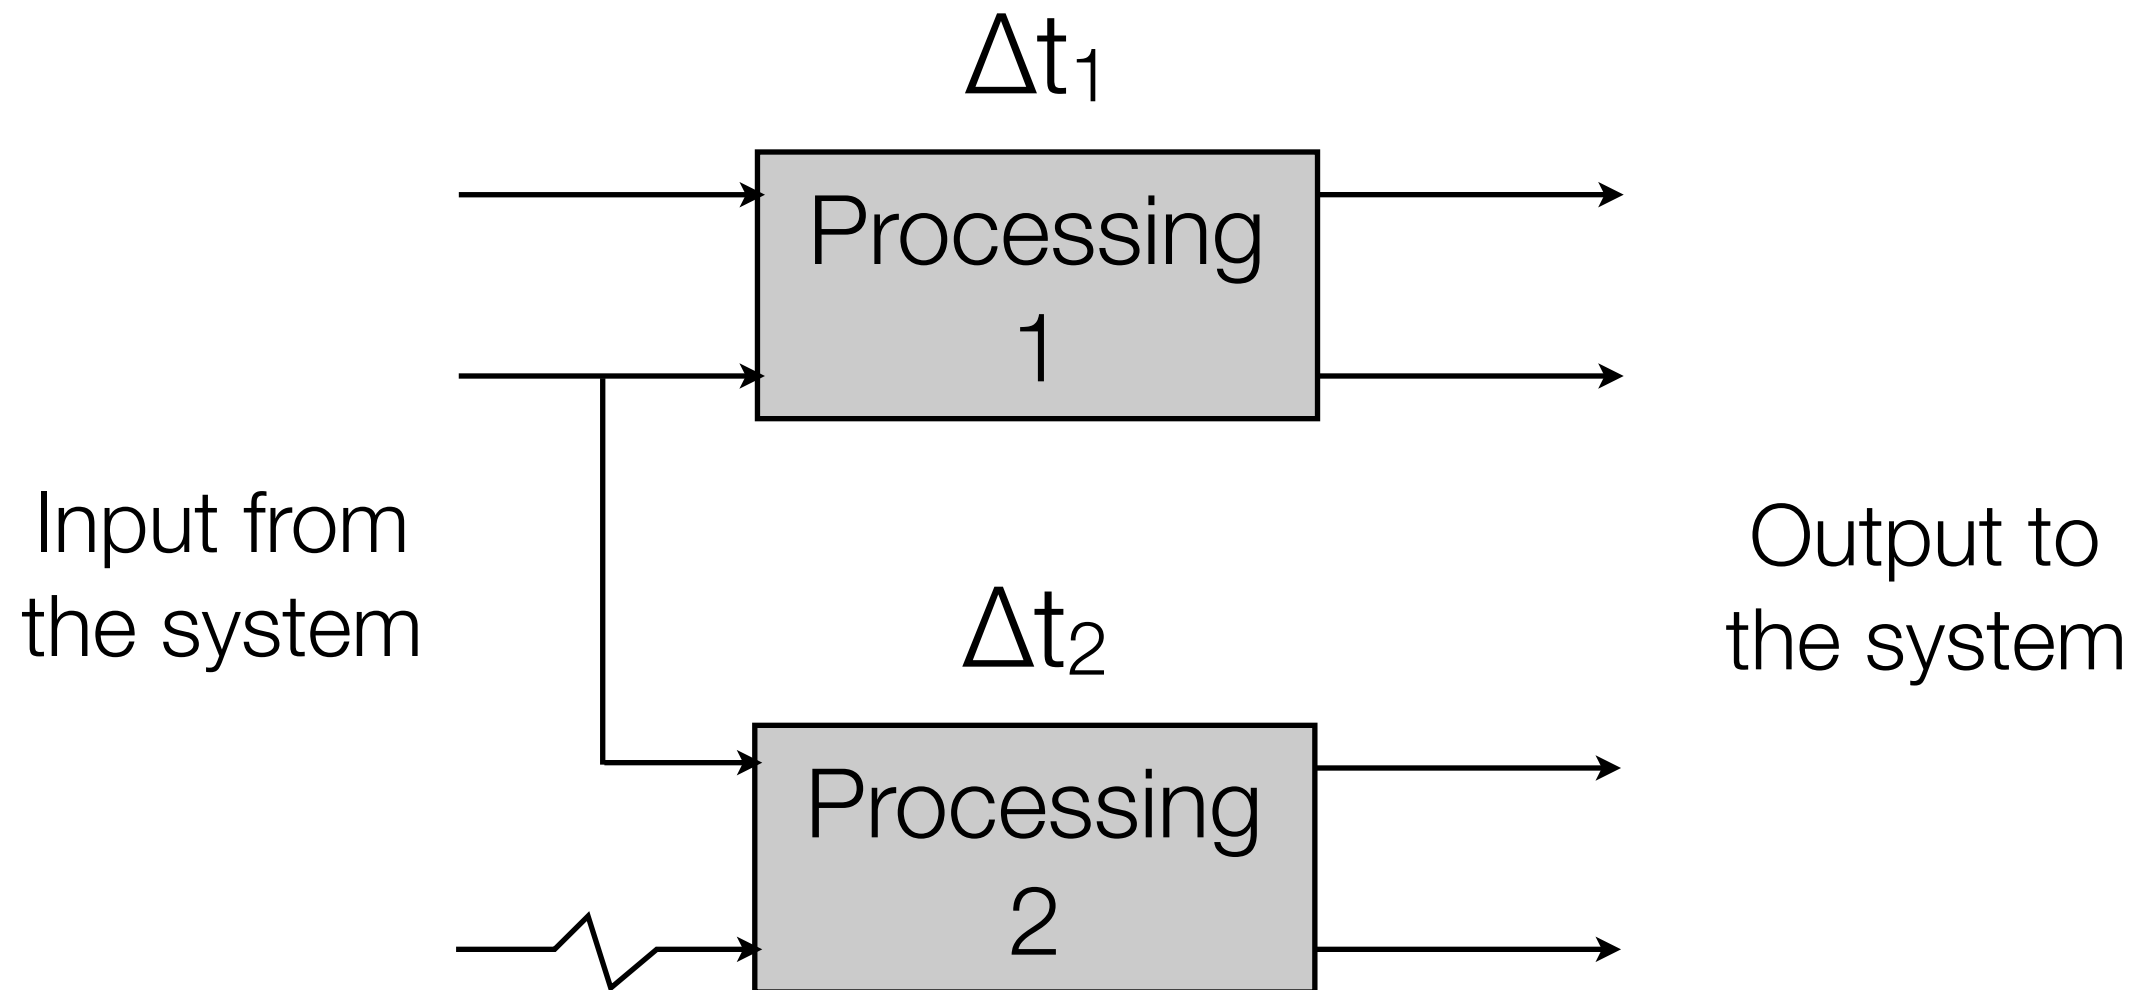 Δt₁
Processing
1
Input from
the system
Output to
the system
Δt₂
Processing
2